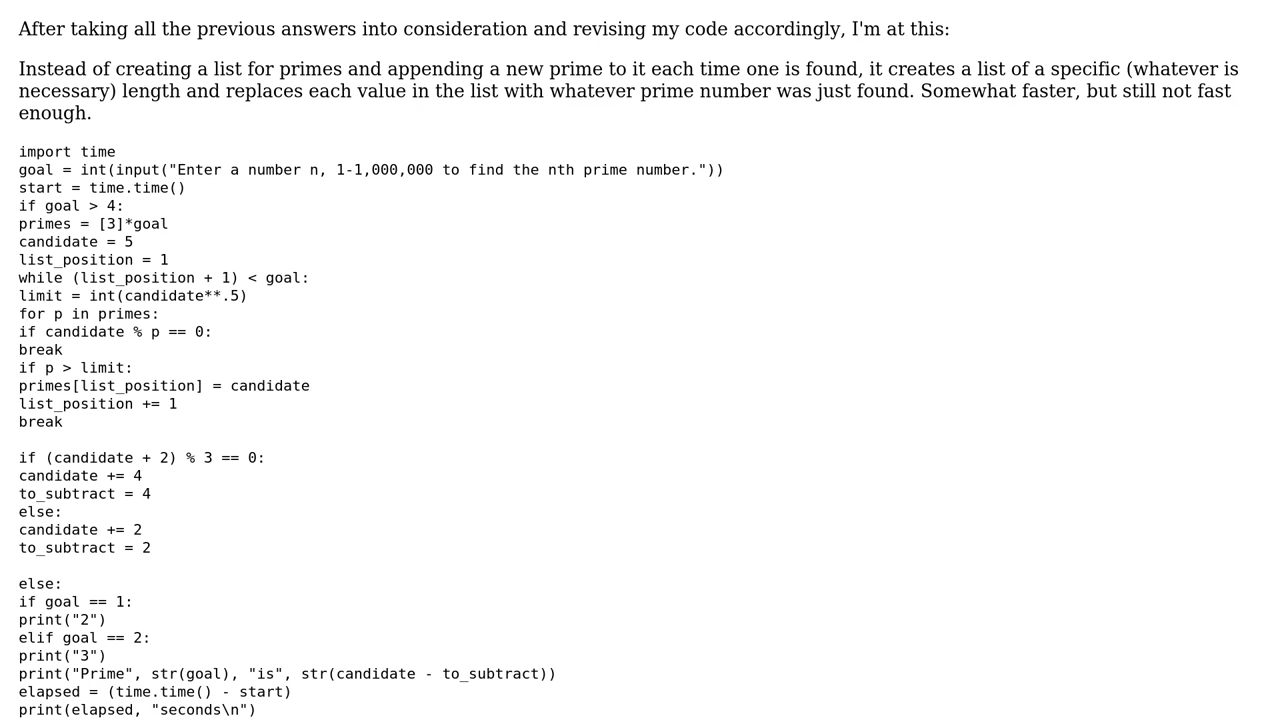 After taking all the previous answers into consideration and revising my code accordingly, I'm at this:
Instead of creating a list for primes and appending a new prime to it each time one is found, it creates a list of a specific (whatever is
necessary) length and replaces each value in the list with whatever prime number was just found. Somewhat faster, but still not fast
enough.
import time
goal = int(input("Enter a number n, 1-1,000,000 to find the nth prime number."))
start = time.time()
if goal > 4:
primes = [3]*goal
candidate = 5
list_position = 1
while (list_position + 1) < goal:
limit = int(candidate**.5)
for p in primes:
if candidate % p == 0:
break
if p > limit:
primes[list_position] = candidate
list_position += 1
break
if (candidate + 2) % 3 == 0:
candidate += 4
to_subtract = 4
else:
candidate += 2
to_subtract = 2
else:
if goal == 1:
print("2")
elif goal == 2:
print("3")
print("Prime", str(goal), "is", str(candidate - to_subtract))
elapsed = (time.time() - start)
print(elapsed, "seconds\n")